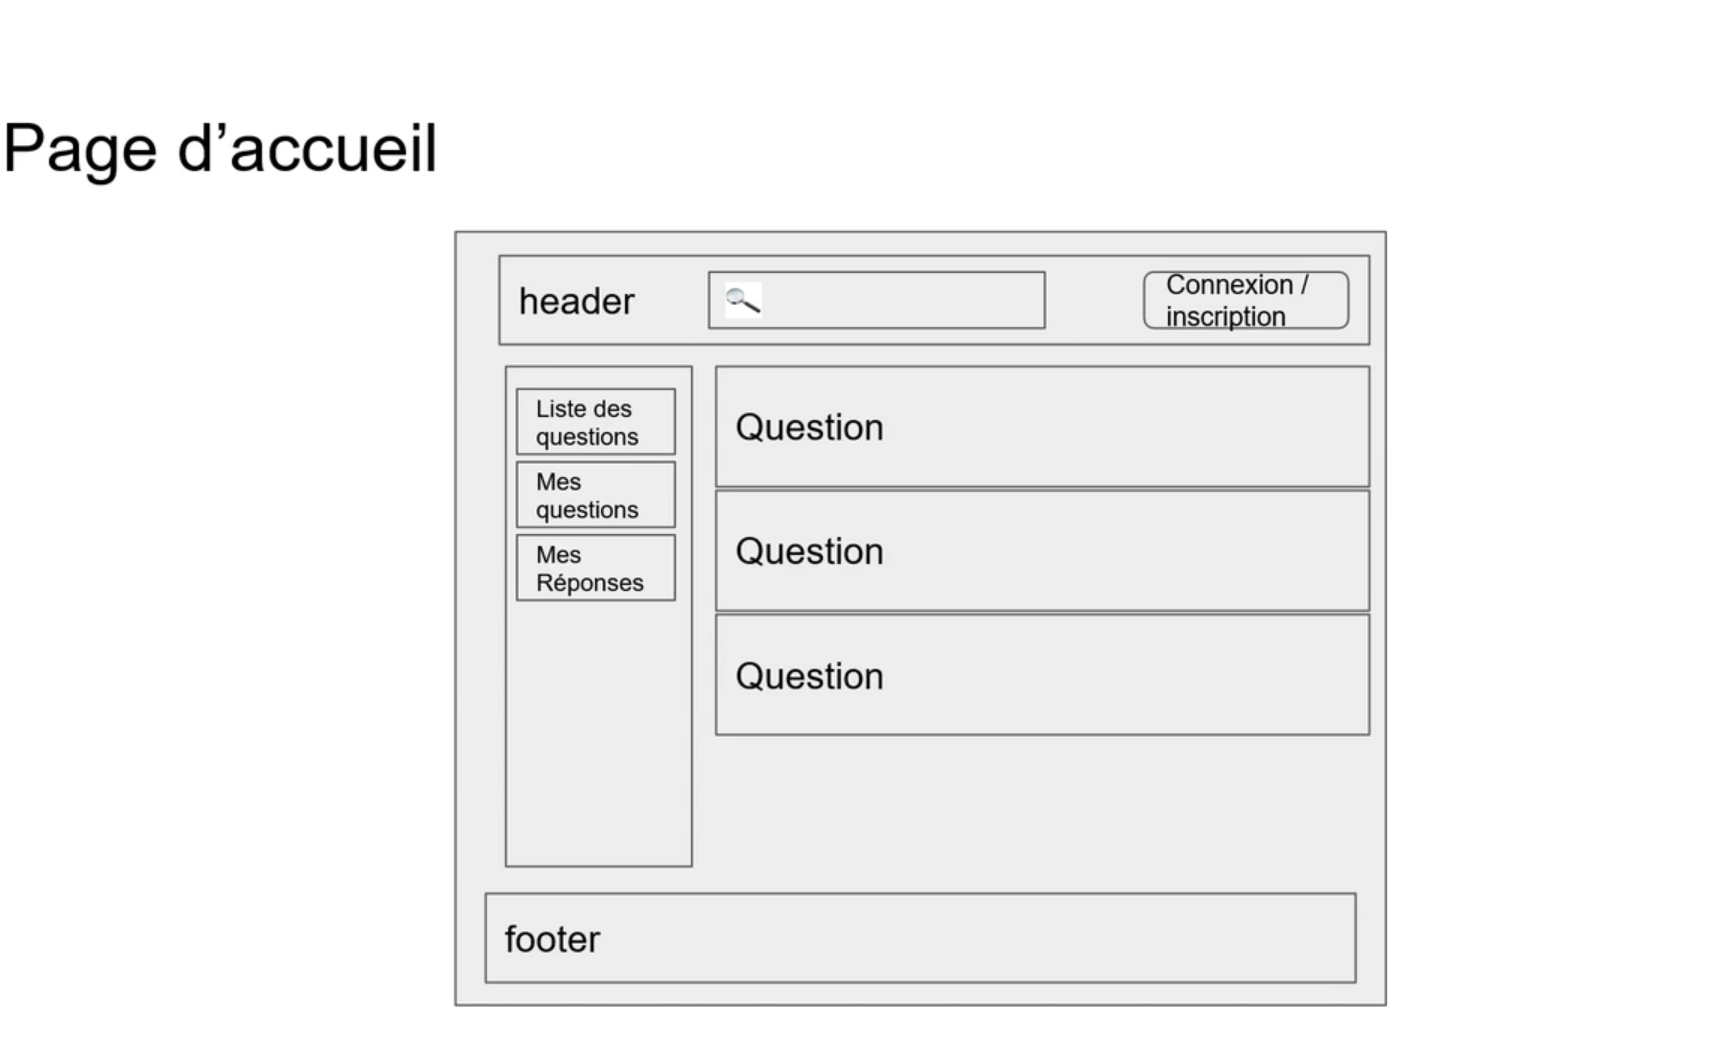 Page d’accueil
header
Connexion /
inscription
Liste des
questions
Mes
questions
Mes
Réponses
Question
Question
Question
footer